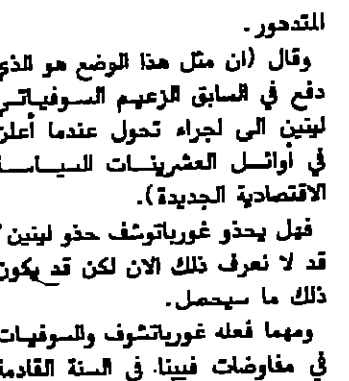 المتدهور.
وقال (ان مثل هذا الوضع هو الذي
دفع في السابق الزعيم السوفياتي
لينين الى اجراء تحول عندما أعلن
في أوائل العشرينات للسياسة
الاقتصادية الجديدة).
فهل يحذو غورباتوشف حذو لينين
قد لا نعرف ذلك الان لكن قد يكون
ذلك ما سيحصل.
ومهما فعله غورباتشوف والسوفيات
في مفاوضات فيينا. في السنة القادمة